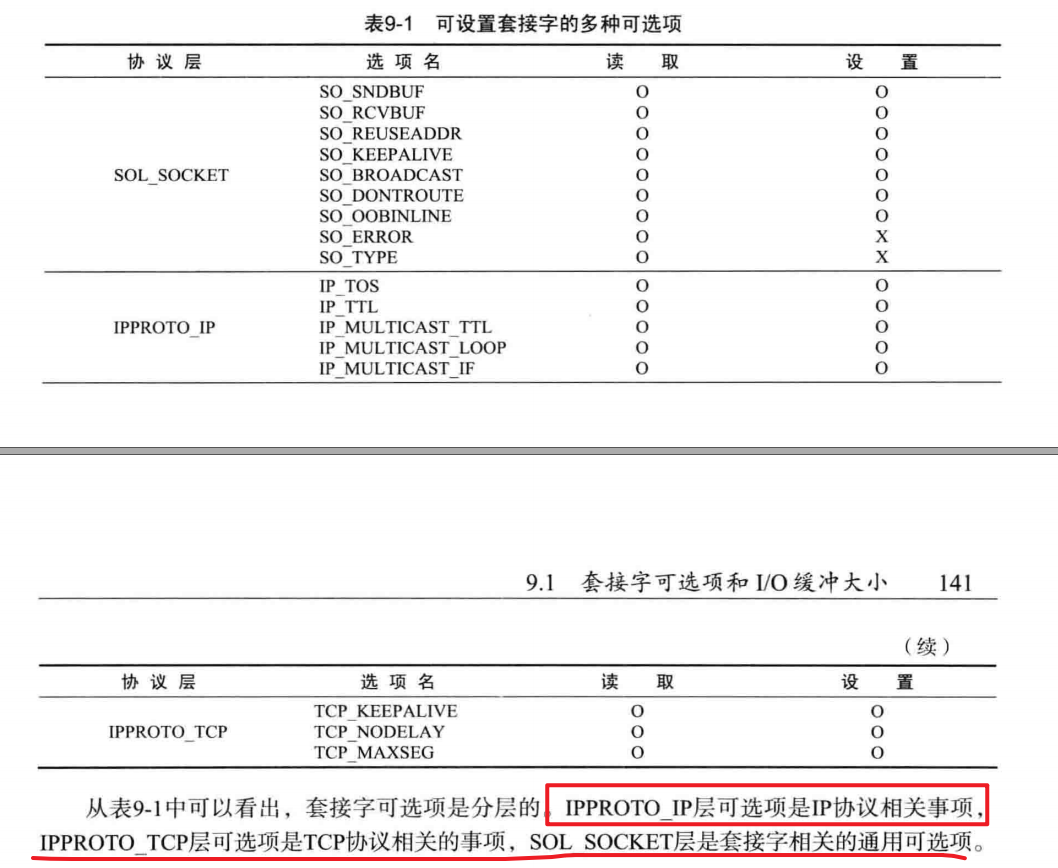 表9-1 可设置套接字的多种可选项
协议层 选项名 读取 设置
SO_SNDBUF O O
SO_RCVBUF O O
SO_REUSEADDR O O
SO_KEEPALIVE O O
SOL_SOCKET SO_BROADCAST O O
SO_DONTROUTE O O
SO_OOBINLINE O O
SO_ERROR O X
SO_TYPE O X
IP_TOS O O
IP_TTL O O
IPPROTO_IP IP_MULTICAST_TTL O O
IP_MULTICAST_LOOP O O
IP_MULTICAST_IF O O
9.1 套接字可选项和 I/O 缓冲大小 141
（续）
协议层 选项名 读取 设置
TCP_KEEPALIVE O O
IPPROTO_TCP TCP_NODELAY O O
TCP_MAXSEG O O
从表9-1中可以看出，套接字可选项是分层的。IPPROTO_IP层可选项是IP协议相关事项，
IPPROTO_TCP层可选项是TCP协议相关的事项，SOL_SOCKET层是套接字相关的通用可选项。